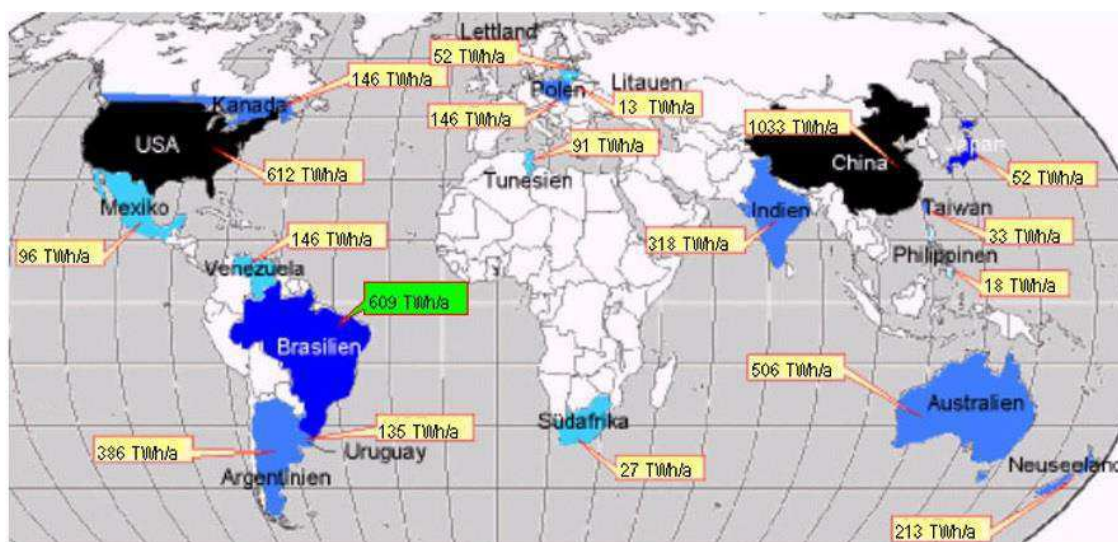 Lettland
52 TWh/a
146 TWh/a
Kanada
Polen
Litauen
146 TWh/a
13 TWh/a
USA
91 TWh/a
1033 TWh/a
Japan
China
612 TWh/a
Tunesien
52 TWh/a
Mexiko
Indien
Taiwan
96 TWh/a
146 TWh/a
318 TWh/a
33 TWh/a
Venezuela
Philippinen
609 TWh/a
18 TWh/a
Brasilien
506 TWh/a
Australien
Südafrika
135 TWh/a
386 TWh/a
Uruguay
27 TWh/a
Argentinien
Neuseeland
213 TWh/a